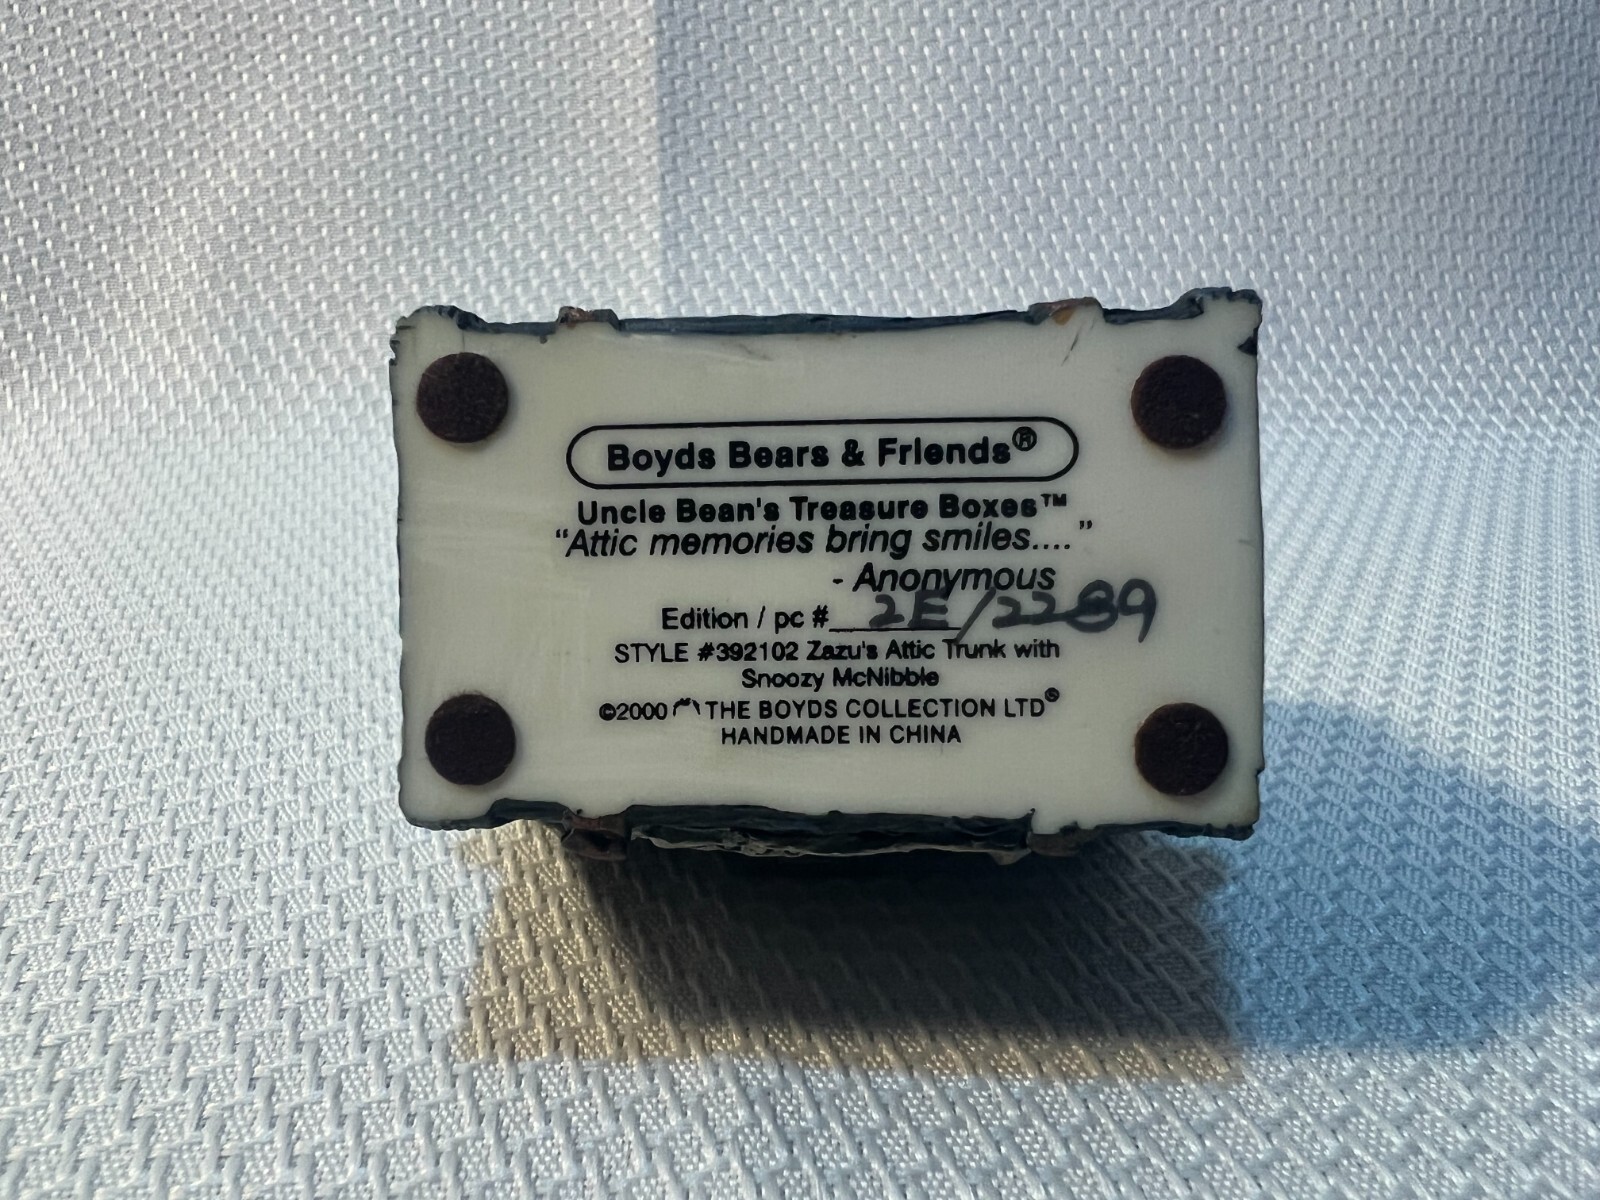 Boyds Bears & Friends®
Uncle Bean's Treasure Boxes™
“Attic memories bring smiles....”
- Anonymous
Edition / pc # 2E/2289
STYLE #392102 Zazu's Attic Trunk with
Snoozy McNibble
©2000 THE BOYDS COLLECTION LTD®
HANDMADE IN CHINA